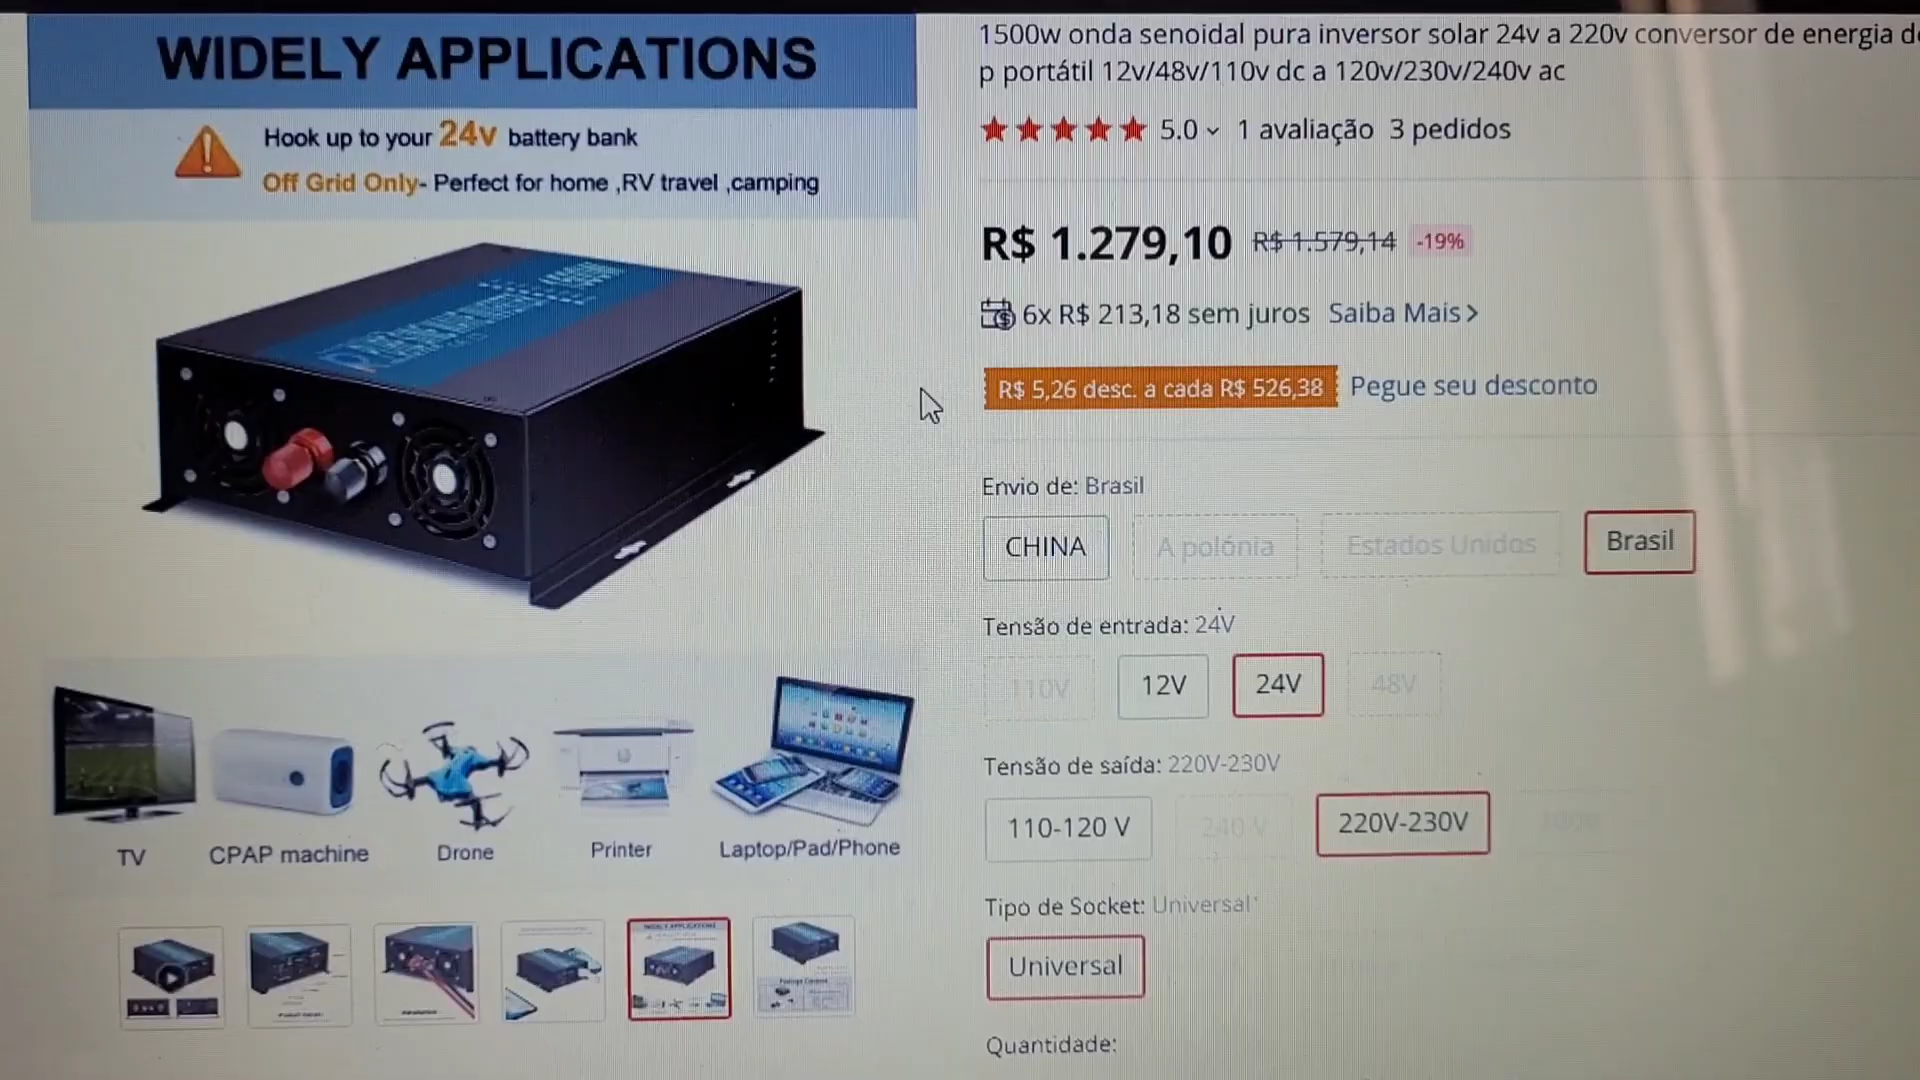 WIDELY APPLICATIONS
Hook up to your 24v battery bank
Off Grid Only- Perfect for home ,RV travel ,camping
TV
CPAP machine
Drone
Printer
Laptop/Pad/Phone
1500w onda senoidal pura inversor solar 24v a 220v conversor de energia
p portátil 12v/48v/110v dc a 120v/230v/240v ac
5.0 1 avaliação 3 pedidos
R$ 1.279,10 R$ 1.579,14 -19%
6x R$ 213,18 sem juros Saiba Mais >
R$ 5,26 desc. a cada R$ 526,38 Pegue seu desconto
Envio de: Brasil
CHINA A polónia Estados Unidos Brasil
Tensão de entrada: 24V
110V 12V 24V 48V
Tensão de saída: 220V-230V
110-120 V 240 V 220V-230V
Tipo de Socket: Universal
Universal
Quantidade: